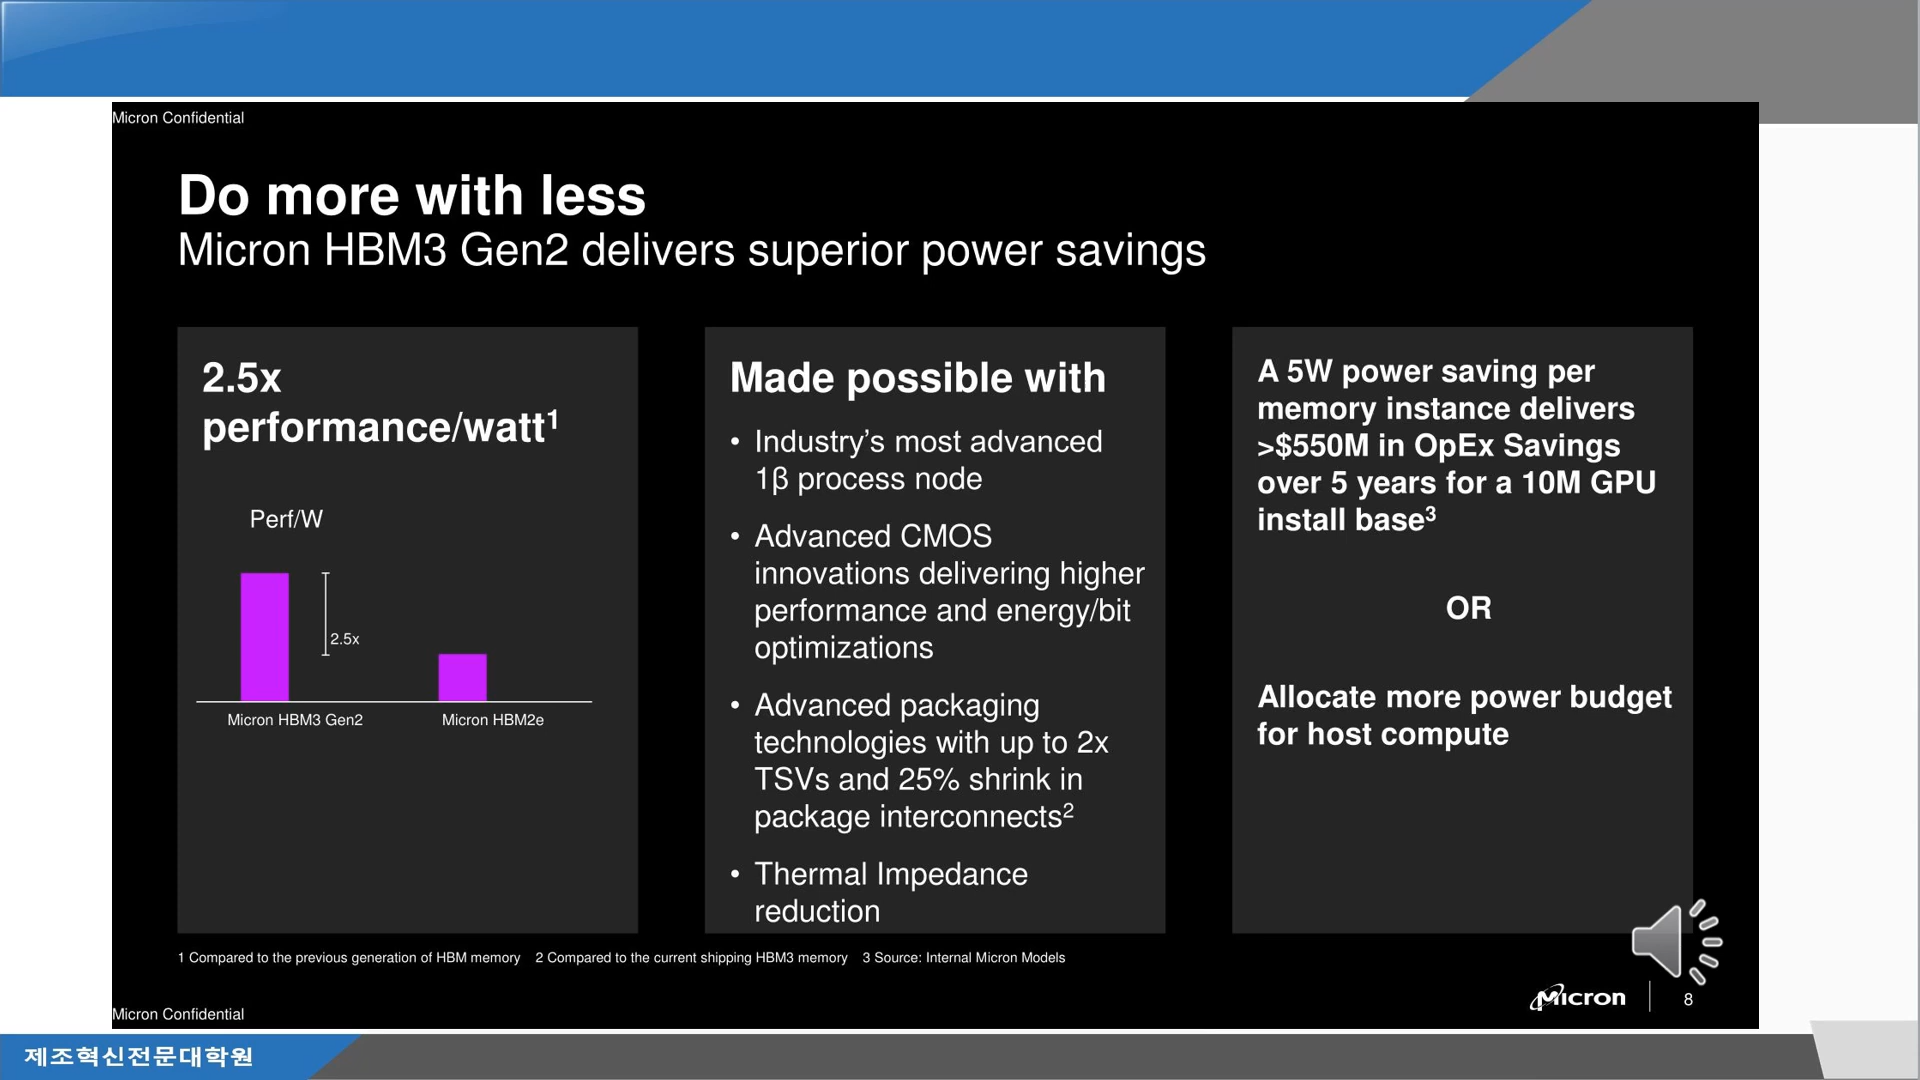 Micron Confidential
Do more with less
Micron HBM3 Gen2 delivers superior power savings
2.5x
performance/watt¹
Perf/W
2.5x
Micron HBM3 Gen2
Micron HBM2e
Made possible with
• Industry’s most advanced
1β process node
• Advanced CMOS
innovations delivering higher
performance and energy/bit
optimizations
• Advanced packaging
technologies with up to 2x
TSVs and 25% shrink in
package interconnects²
• Thermal Impedance
reduction
A 5W power saving per
memory instance delivers
>$550M in OpEx Savings
over 5 years for a 10M GPU
install base³
OR
Allocate more power budget
for host compute
1 Compared to the previous generation of HBM memory 2 Compared to the current shipping HBM3 memory 3 Source: Internal Micron Models
Micron
8
Micron Confidential
제조혁신전문대학원